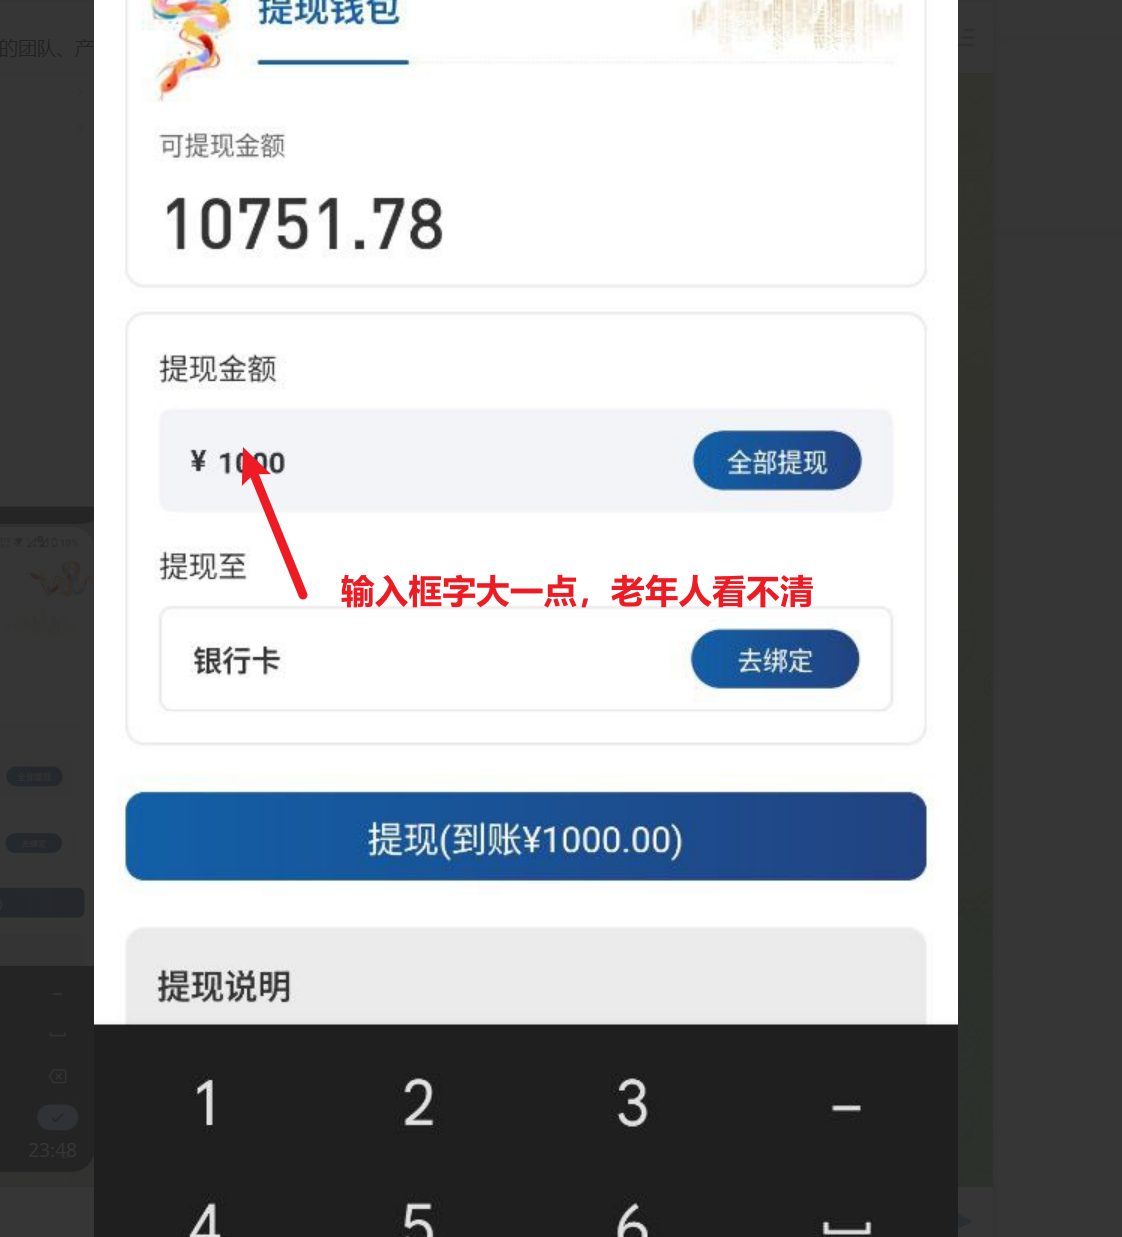 提现钱包
的团队、产
可提现金额
10751.78
提现金额
¥ 1000
全部提现
提现至
输入框字大一点，老年人看不清
银行卡
去绑定
提现(到账¥1000.00)
提现说明
1 2 3 –
23:48
4 5 6